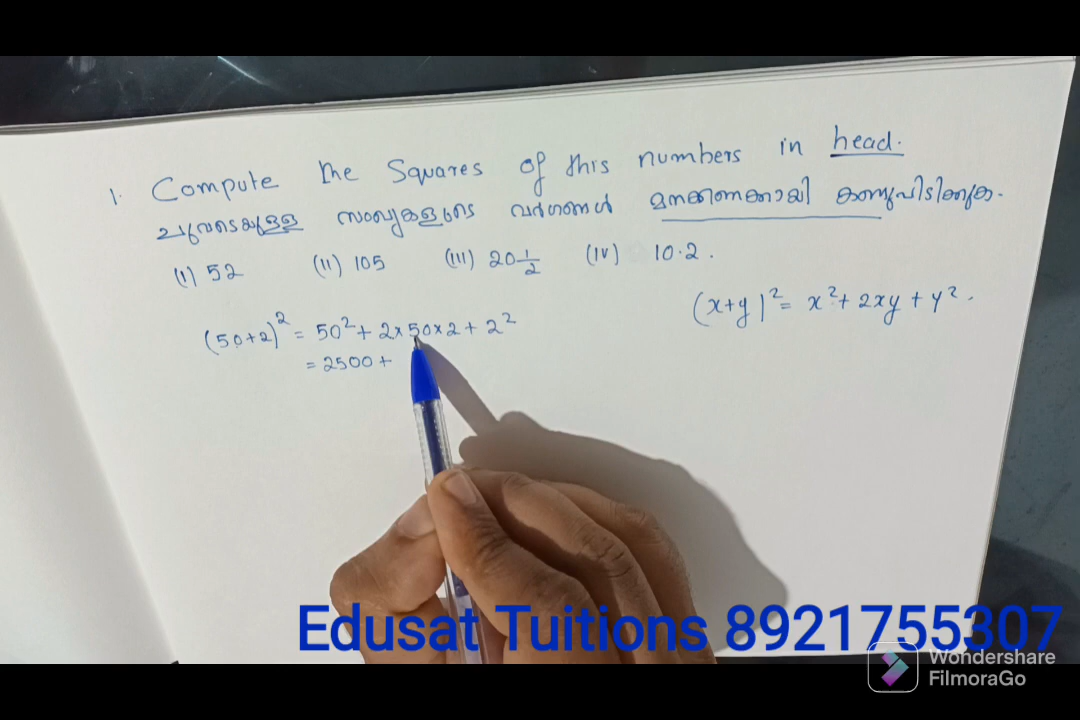 1. Compute the Squares of this numbers in head.
ചുവടെയുള്ള സംഖ്യകളുടെ വർഗങ്ങൾ മനക്കണക്കായി കണ്ടുപിടിക്കുക.
(I) 52 (II) 105 (III) 20 1/2 (IV) 10.2.
(x+y)² = x² + 2xy + y².
(50+2)² = 50² + 2×50×2 + 2²
= 2500 +
Edusat Tuitions 8921755307
Wondershare
FilmoraGo